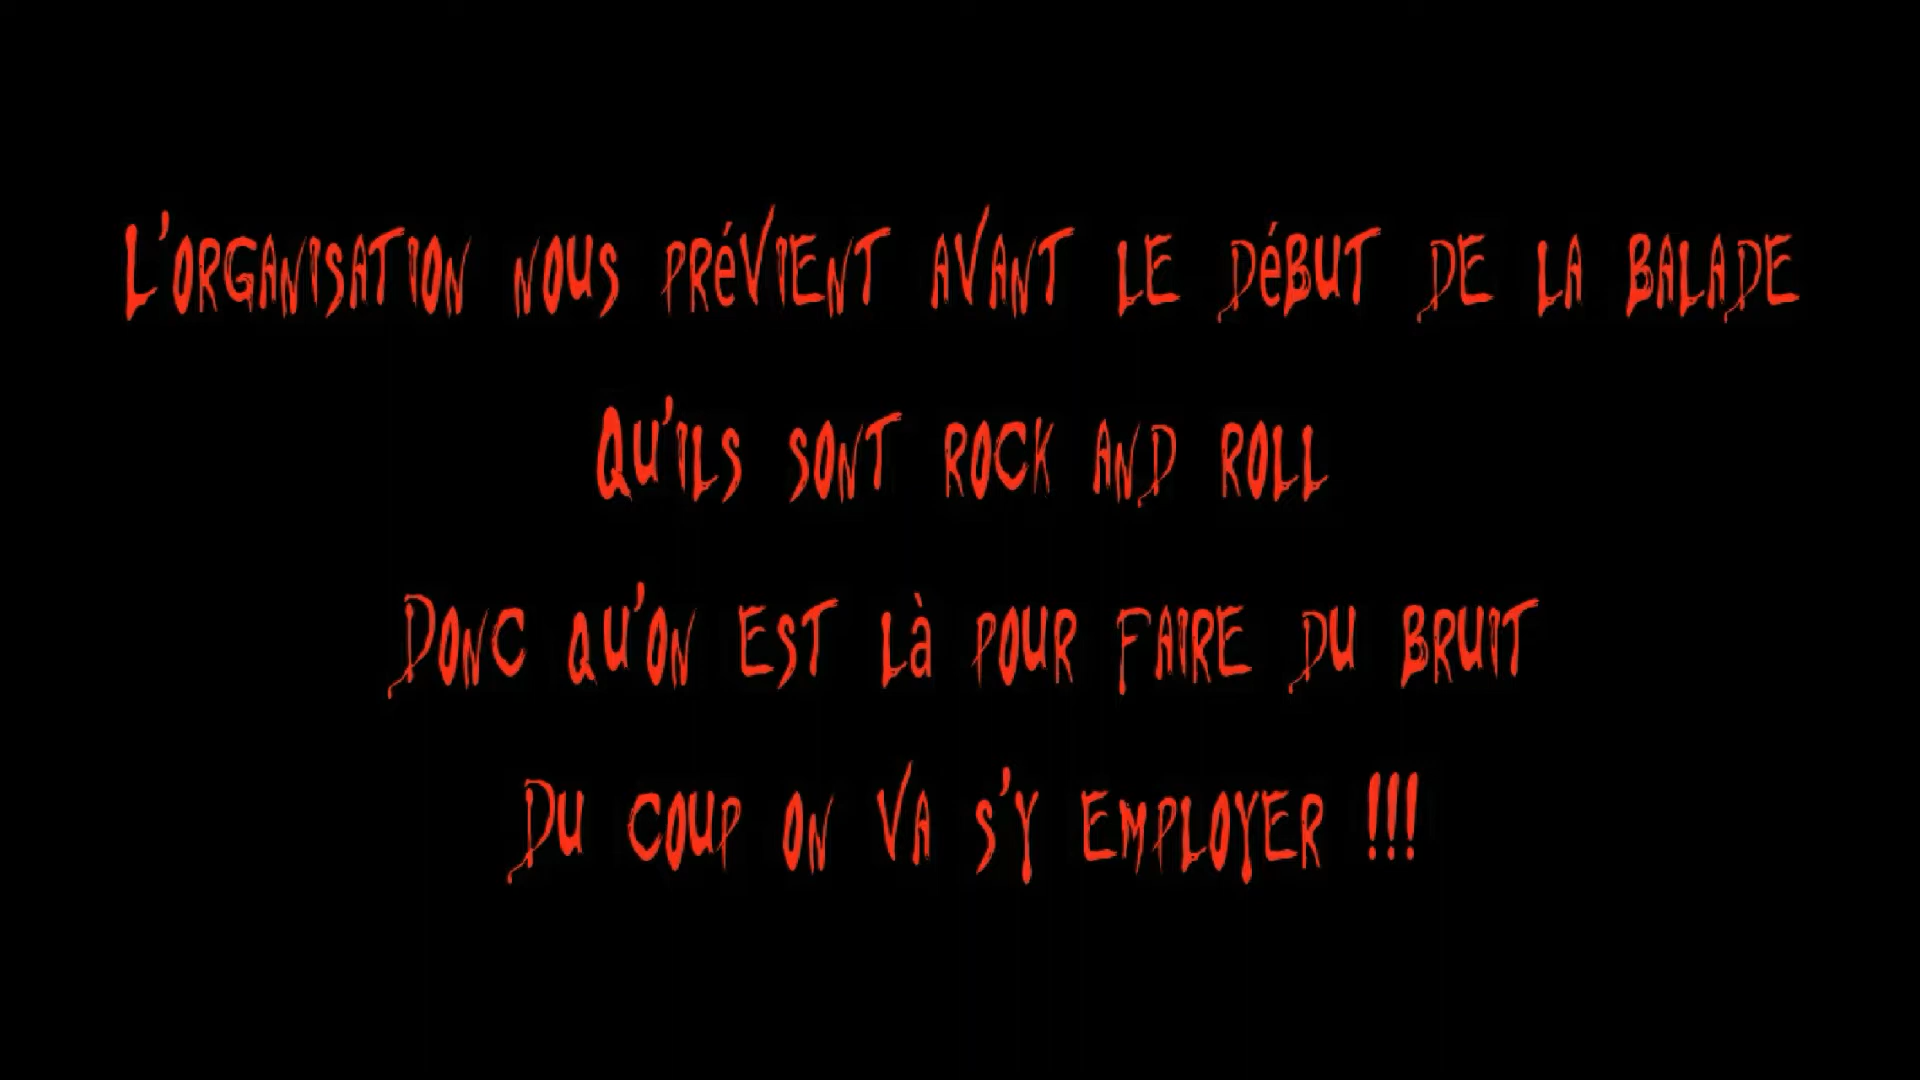 L'organisation nous prévient avant le début de la balade
Qu'ils sont rock and roll
Donc qu'on est là pour faire du bruit
Du coup on va s'y employer !!!